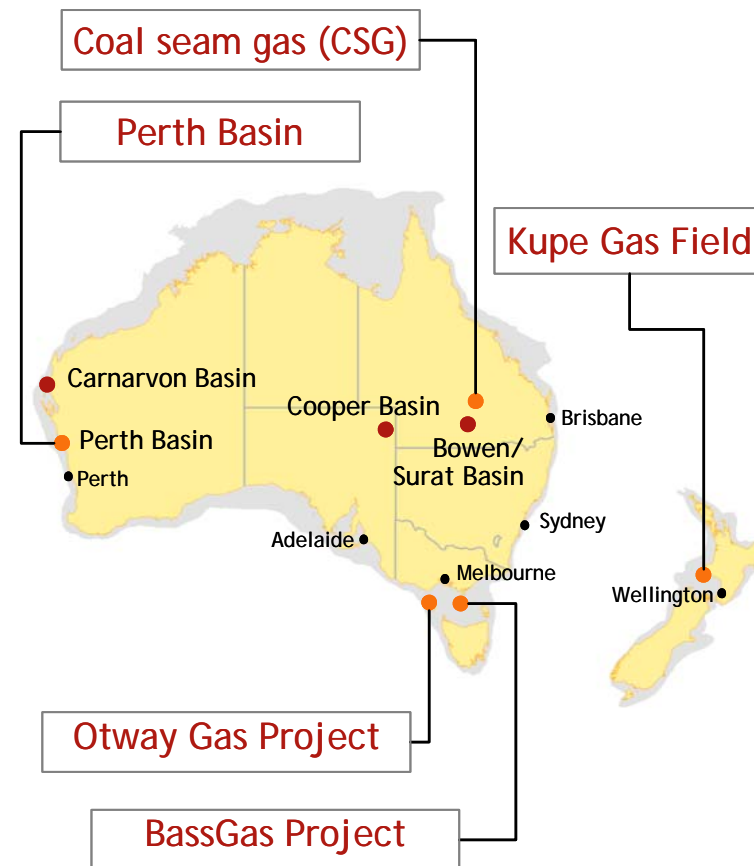 Coal seam gas (CSG)
Perth Basin
Kupe Gas Field
Carnarvon Basin
Cooper Basin
Brisbane
Perth Basin
Bowen/
Surat Basin
Perth
Sydney
Adelaide
Melbourne
Wellington
Otway Gas Project
BassGas Project